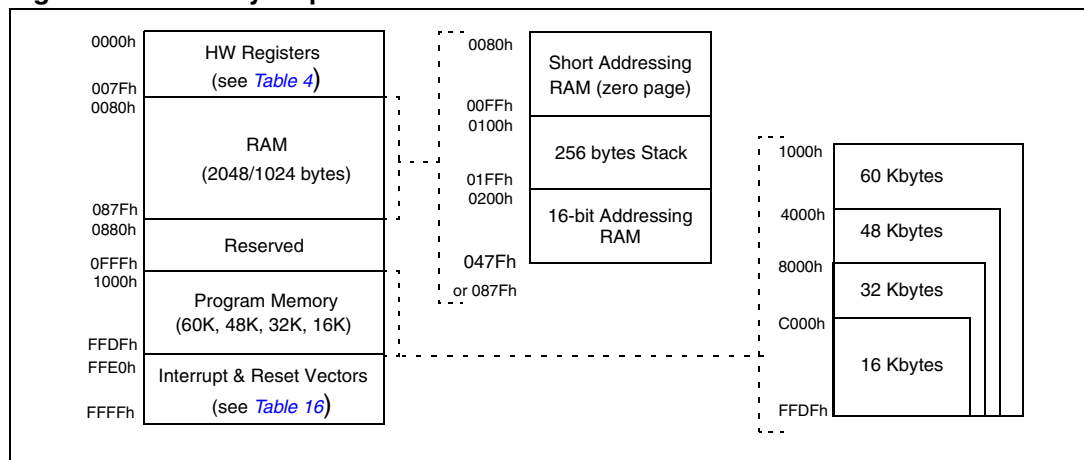 0000h
HW Registers
(see Table 4)
007Fh
0080h
RAM
(2048/1024 bytes)
087Fh
0880h
Reserved
0FFFh
1000h
Program Memory
(60K, 48K, 32K, 16K)
FFDFh
FFE0h
Interrupt & Reset Vectors
(see Table 16)
FFFFh
0080h
Short Addressing
RAM (zero page)
00FFh
0100h
256 bytes Stack
01FFh
0200h
16-bit Addressing
RAM
047Fh
or 087Fh
1000h
60 Kbytes
4000h
48 Kbytes
8000h
32 Kbytes
C000h
16 Kbytes
FFDFh